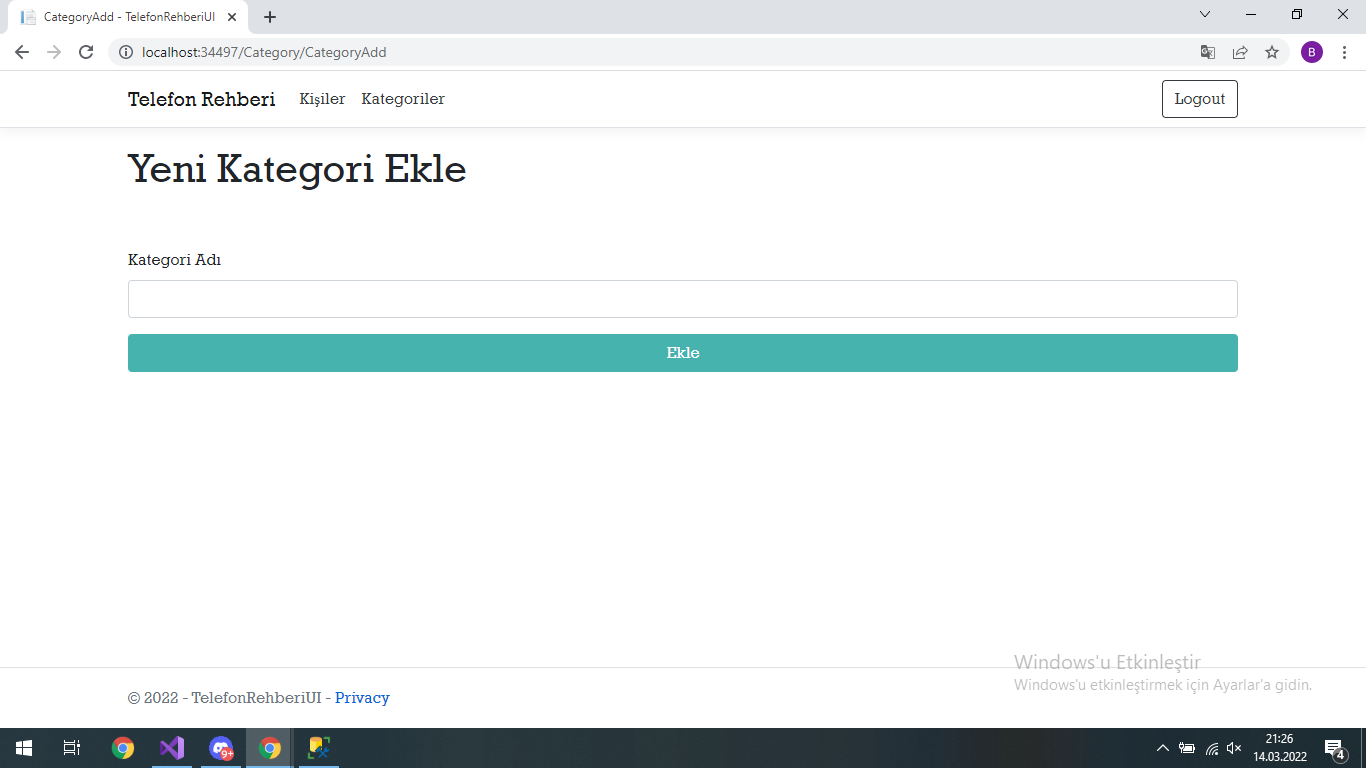 CategoryAdd - TelefonRehberiUI
localhost:34497/Category/CategoryAdd
B
Telefon Rehberi Kişiler Kategoriler Logout
Yeni Kategori Ekle
Kategori Adı
Ekle
Windows'u Etkinleştir
Windows'u etkinleştirmek için Ayarlar'a gidin.
© 2022 - TelefonRehberiUI - Privacy
9+
21:26
14.03.2022
4